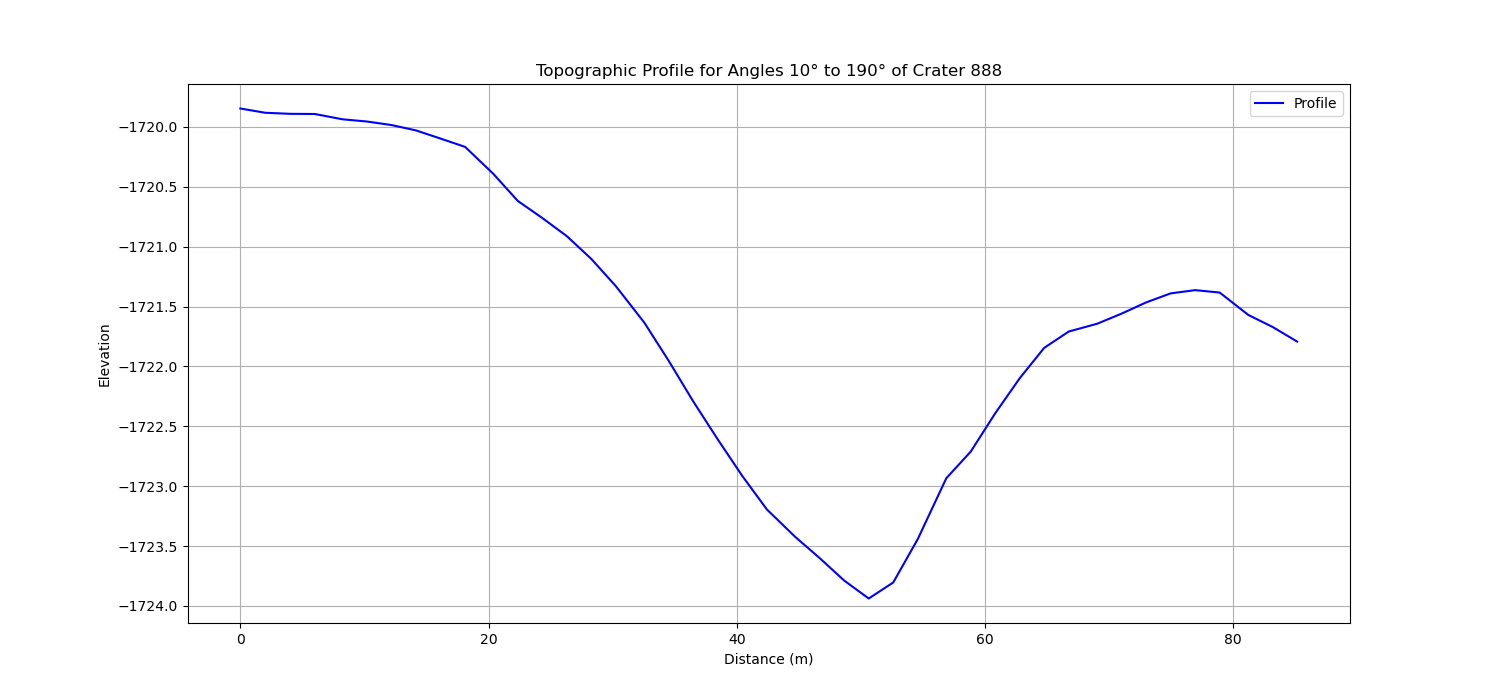 Topographic Profile for Angles 10° to 190° of Crater 888
Profile
−1720.0
−1720.5
−1721.0
−1721.5
−1722.0
−1722.5
−1723.0
−1723.5
−1724.0
Elevation
0 20 40 60 80
Distance (m)